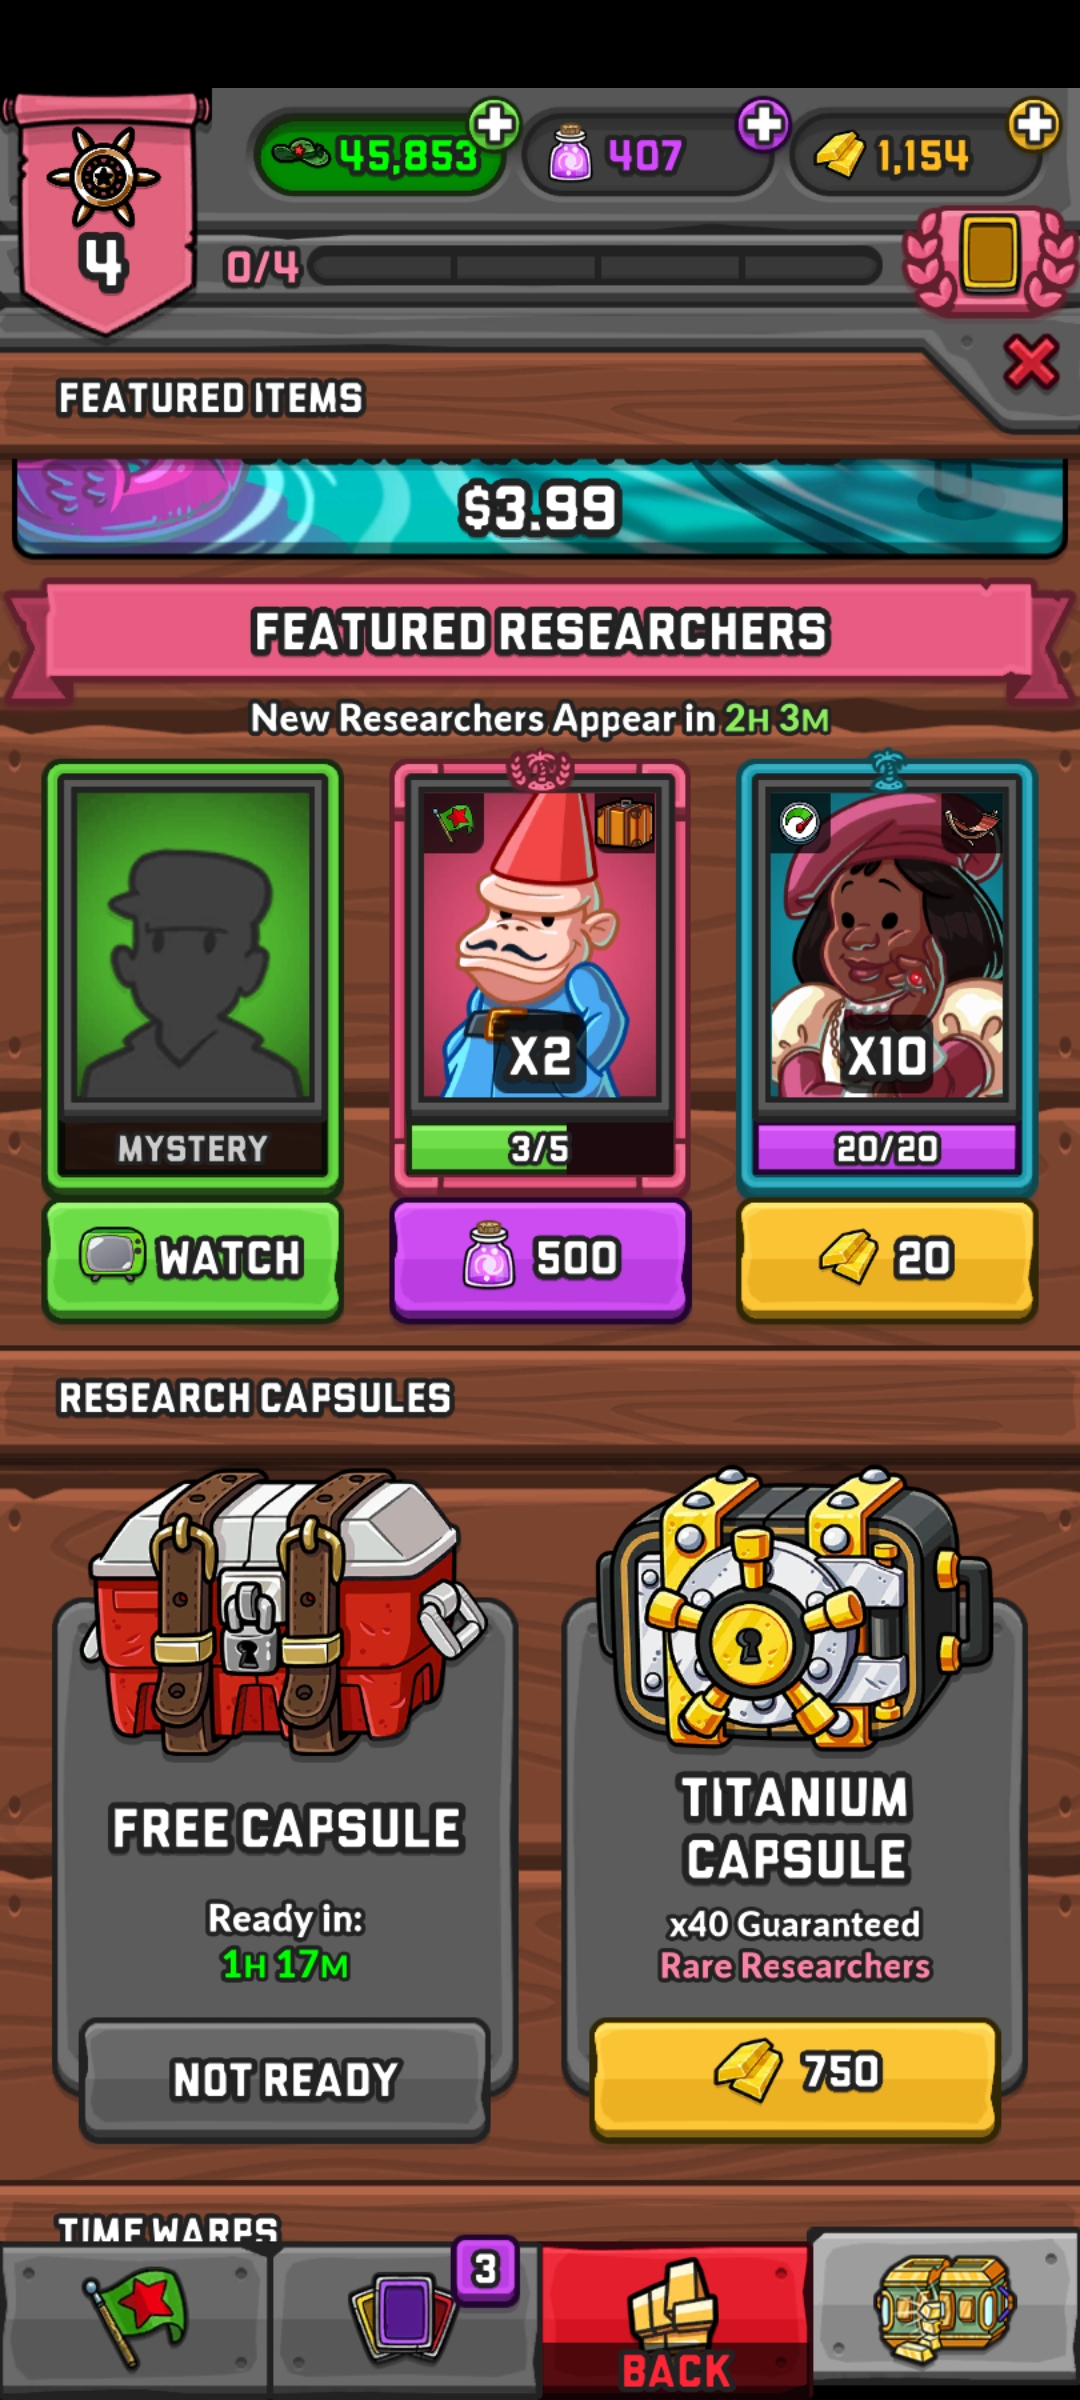 45,853
407
1,154
4
0/4
FEATURED ITEMS
$3.99
FEATURED RESEARCHERS
New Researchers Appear in 2H 3M
X2
X10
MYSTERY
3/5
20/20
WATCH
500
20
RESEARCH CAPSULES
FREE CAPSULE
Ready in:
1H 17M
NOT READY
TITANIUM
CAPSULE
x40 Guaranteed
Rare Researchers
750
TIME WARPS
3
BACK